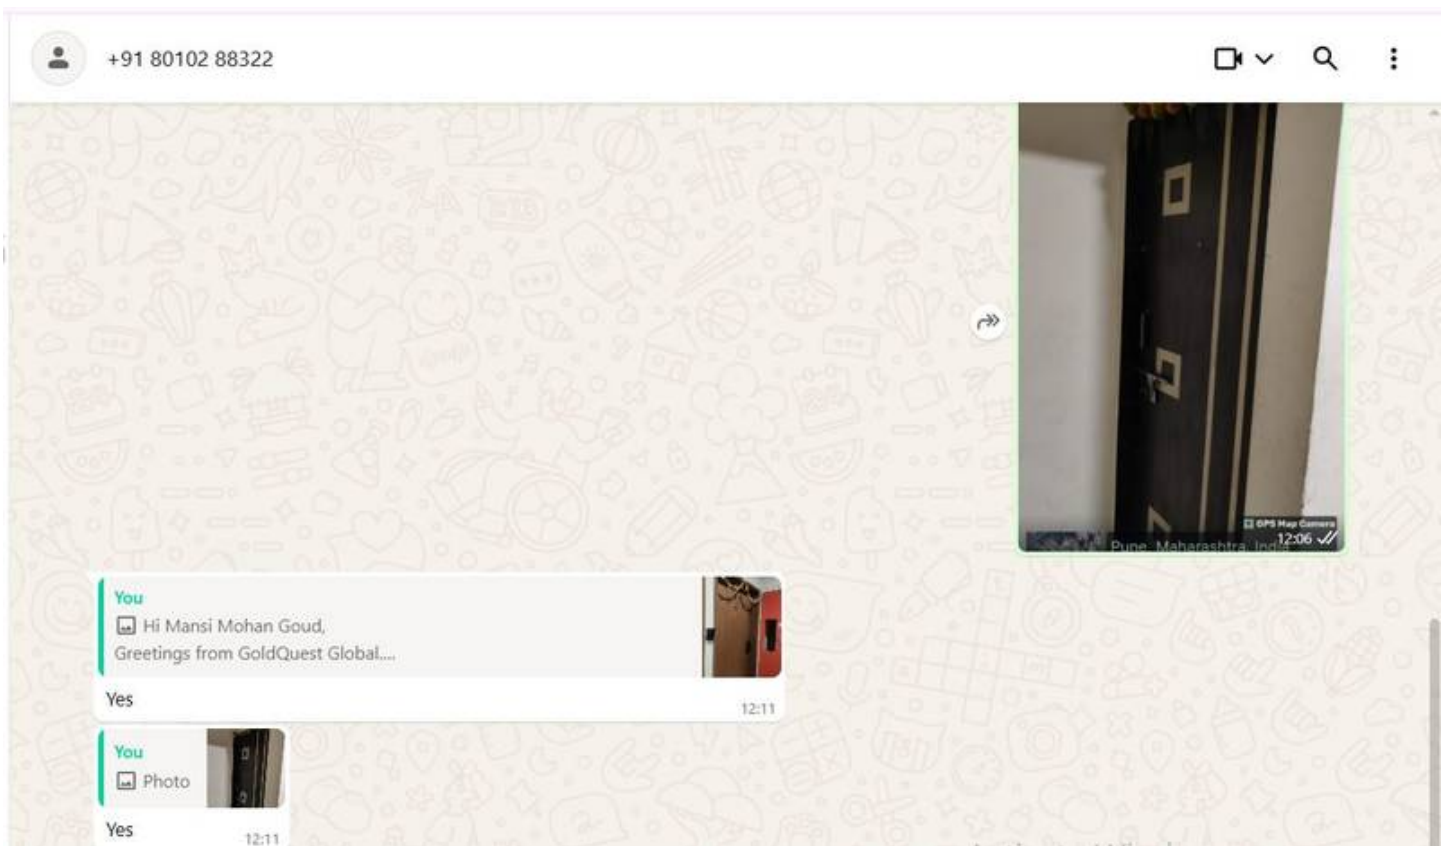 +91 80102 88322
GPS Map Camera
Pune, Maharashtra, India
12:06
You
Hi Mansi Mohan Goud,
Greetings from GoldQuest Global....
Yes
12:11
You
Photo
Yes
12:11